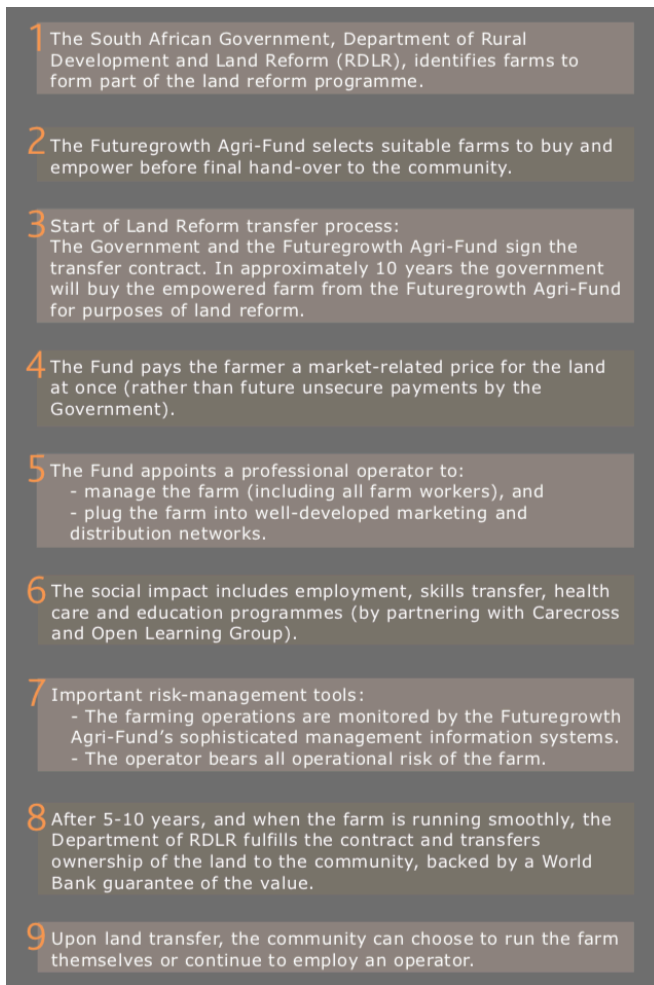 1
The South African Government, Department of Rural
Development and Land Reform (RDLR), identifies farms to
form part of the land reform programme.
2
The Futuregrowth Agri-Fund selects suitable farms to buy and
empower before final hand-over to the community.
3
Start of Land Reform transfer process:
The Government and the Futuregrowth Agri-Fund sign the
transfer contract. In approximately 10 years the government
will buy the empowered farm from the Futuregrowth Agri-Fund
for purposes of land reform.
4
The Fund pays the farmer a market-related price for the land
at once (rather than future unsecure payments by the
Government).
5
The Fund appoints a professional operator to:
- manage the farm (including all farm workers), and
- plug the farm into well-developed marketing and
distribution networks.
6
The social impact includes employment, skills transfer, health
care and education programmes (by partnering with Carecross
and Open Learning Group).
7
Important risk-management tools:
- The farming operations are monitored by the Futuregrowth
Agri-Fund's sophisticated management information systems.
- The operator bears all operational risk of the farm.
8
After 5-10 years, and when the farm is running smoothly, the
Department of RDLR fulfills the contract and transfers
ownership of the land to the community, backed by a World
Bank guarantee of the value.
9
Upon land transfer, the community can choose to run the farm
themselves or continue to employ an operator.